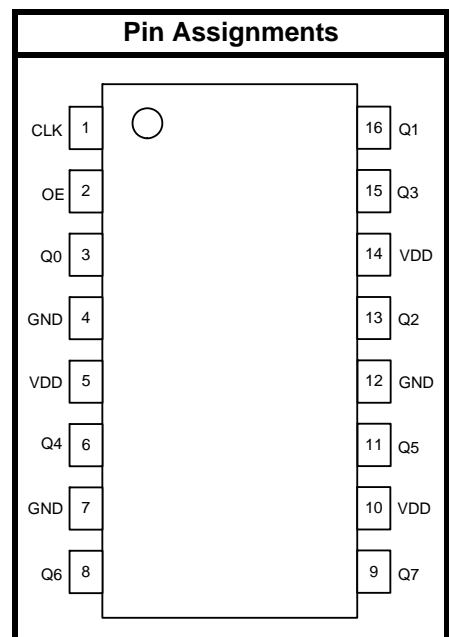 Pin Assignments
CLK 1 16 Q1
OE 2 15 Q3
Q0 3 14 VDD
GND 4 13 Q2
VDD 5 12 GND
Q4 6 11 Q5
GND 7 10 VDD
Q6 8 9 Q7